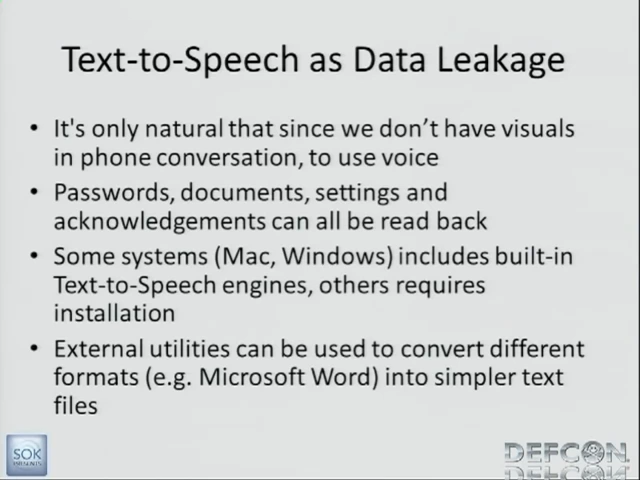 Text-to-Speech as Data Leakage
• It's only natural that since we don’t have visuals
in phone conversation, to use voice
• Passwords, documents, settings and
acknowledgements can all be read back
• Some systems (Mac, Windows) includes built-in
Text-to-Speech engines, others requires
installation
• External utilities can be used to convert different
formats (e.g. Microsoft Word) into simpler text
files
SOK
DEFCON